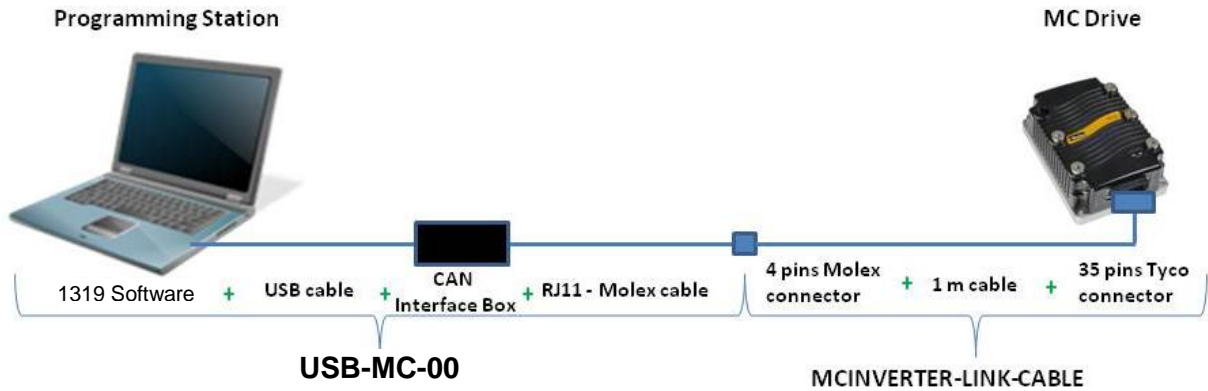 Programming Station
MC Drive
1319 Software + USB cable + CAN Interface Box + RJ11 - Molex cable
4 pins Molex connector + 1 m cable + 35 pins Tyco connector
USB-MC-00
MCINVERTER-LINK-CABLE